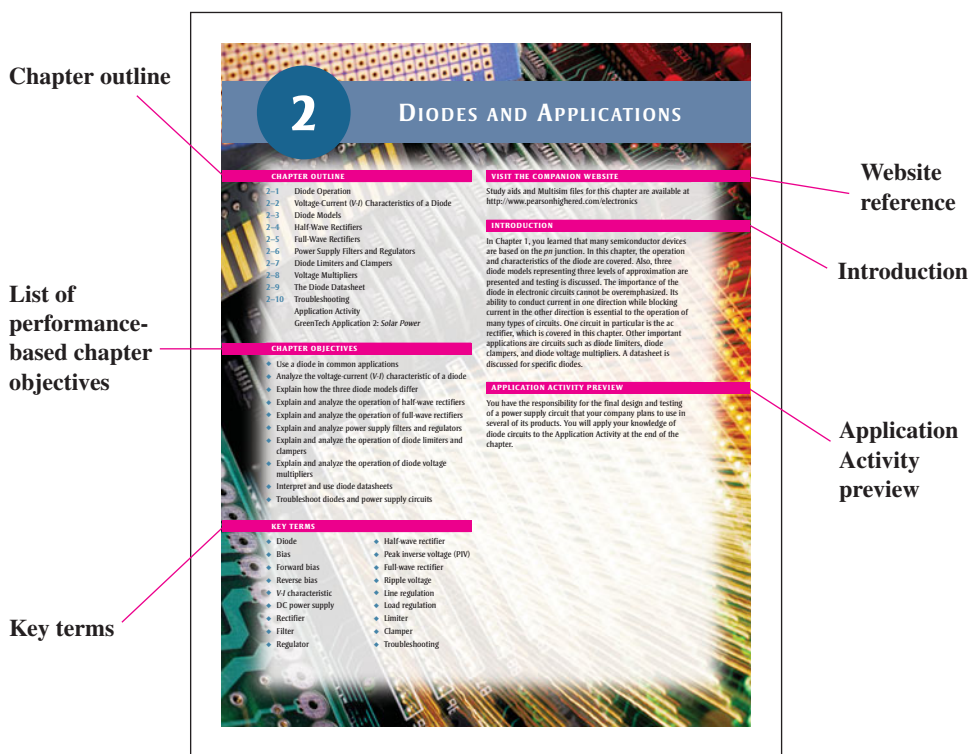 Chapter outline
List of
performance-
based chapter
objectives
Key terms
2
DIODES AND APPLICATIONS
CHAPTER OUTLINE
2–1 Diode Operation
2–2 Voltage-Current (V-I) Characteristics of a Diode
2–3 Diode Models
2–4 Half-Wave Rectifiers
2–5 Full-Wave Rectifiers
2–6 Power Supply Filters and Regulators
2–7 Diode Limiters and Clampers
2–8 Voltage Multipliers
2–9 The Diode Datasheet
2–10 Troubleshooting
Application Activity
GreenTech Application 2: Solar Power
CHAPTER OBJECTIVES
◆ Use a diode in common applications
◆ Analyze the voltage-current (V-I) characteristic of a diode
◆ Explain how the three diode models differ
◆ Explain and analyze the operation of half-wave rectifiers
◆ Explain and analyze the operation of full-wave rectifiers
◆ Explain and analyze power supply filters and regulators
◆ Explain and analyze the operation of diode limiters and
clampers
◆ Explain and analyze the operation of diode voltage
multipliers
◆ Interpret and use diode datasheets
◆ Troubleshoot diodes and power supply circuits
KEY TERMS
◆ Diode
◆ Bias
◆ Forward bias
◆ Reverse bias
◆ V-I characteristic
◆ DC power supply
◆ Rectifier
◆ Filter
◆ Regulator
◆ Half-wave rectifier
◆ Peak inverse voltage (PIV)
◆ Full-wave rectifier
◆ Ripple voltage
◆ Line regulation
◆ Load regulation
◆ Limiter
◆ Clamper
◆ Troubleshooting
VISIT THE COMPANION WEBSITE
Study aids and Multisim files for this chapter are available at
http://www.pearsonhighered.com/electronics
INTRODUCTION
In Chapter 1, you learned that many semiconductor devices
are based on the pn junction. In this chapter, the operation
and characteristics of the diode are covered. Also, three
diode models representing three levels of approximation are
presented and testing is discussed. The importance of the
diode in electronic circuits cannot be overemphasized. Its
ability to conduct current in one direction while blocking
current in the other direction is essential to the operation of
many types of circuits. One circuit in particular is the ac
rectifier, which is covered in this chapter. Other important
applications are circuits such as diode limiters, diode
clampers, and diode voltage multipliers. A datasheet is
discussed for specific diodes.
APPLICATION ACTIVITY PREVIEW
You have the responsibility for the final design and testing
of a power supply circuit that your company plans to use in
several of its products. You will apply your knowledge of
diode circuits to the Application Activity at the end of the
chapter.
Website
reference
Introduction
Application
Activity
preview